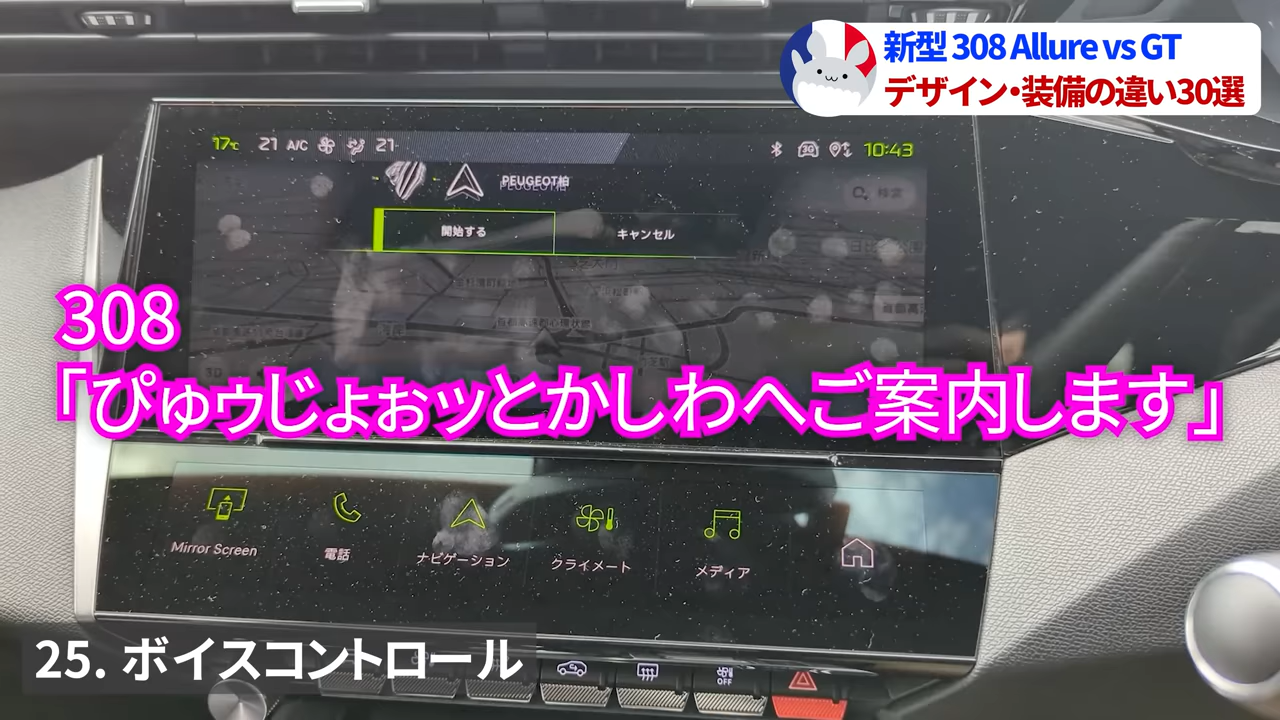 新型 308 Allure vs GT
デザイン・装備の違い30選
17℃ 21 A/C 21 30 10:43
PEUGEOT柏
検索
開始する キャンセル
3D
308
「ぴゅゥじょぉッとかしわへご案内します」
Mirror Screen 電話 ナビゲーション クライメート メディア
25. ボイスコントロール
OFF